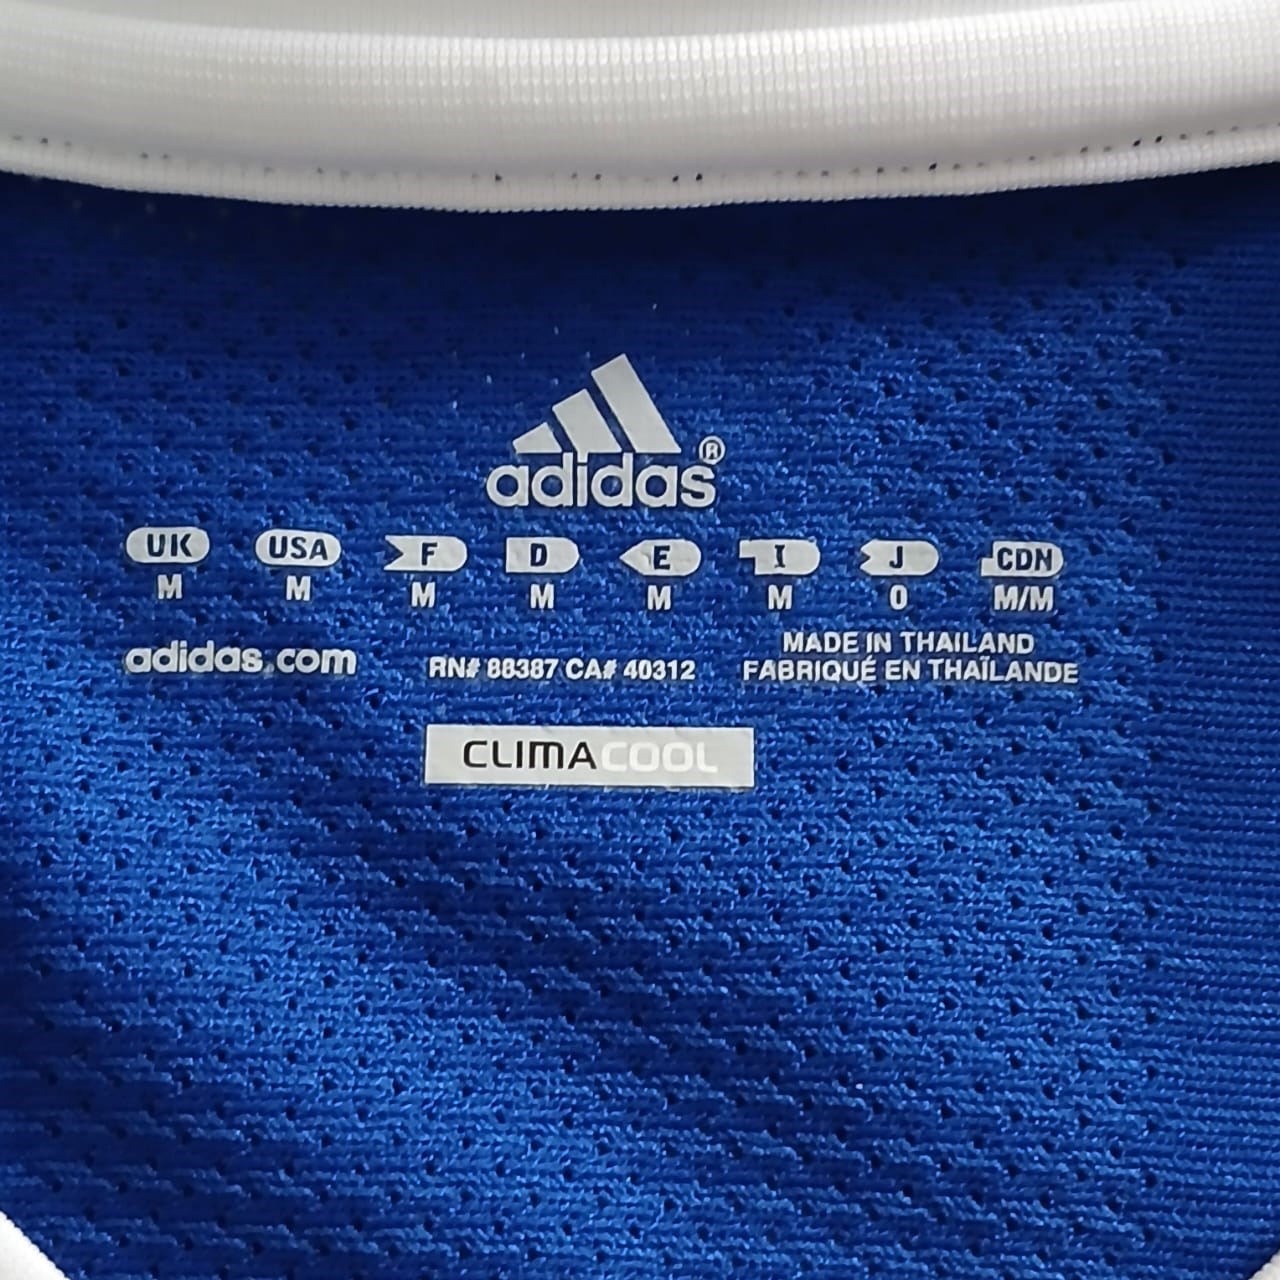 adidas®
UK USA F D E I J CDN
M M M M M M O M/M
adidas.com
RN# 88387 CA# 40312
MADE IN THAILAND
FABRIQUÉ EN THAÏLANDE
CLIMACOOL